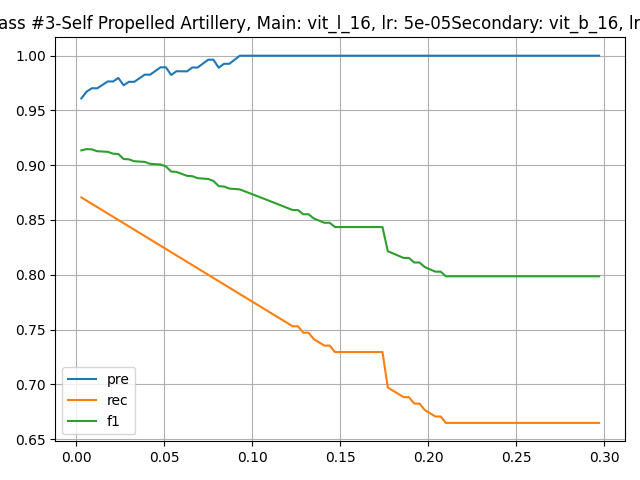 ass #3-Self Propelled Artillery, Main: vit_l_16, lr: 5e-05Secondary: vit_b_16, lr
1.00
0.95
0.90
0.85
0.80
0.75
0.70
0.65
pre
rec
f1
0.00 0.05 0.10 0.15 0.20 0.25 0.30